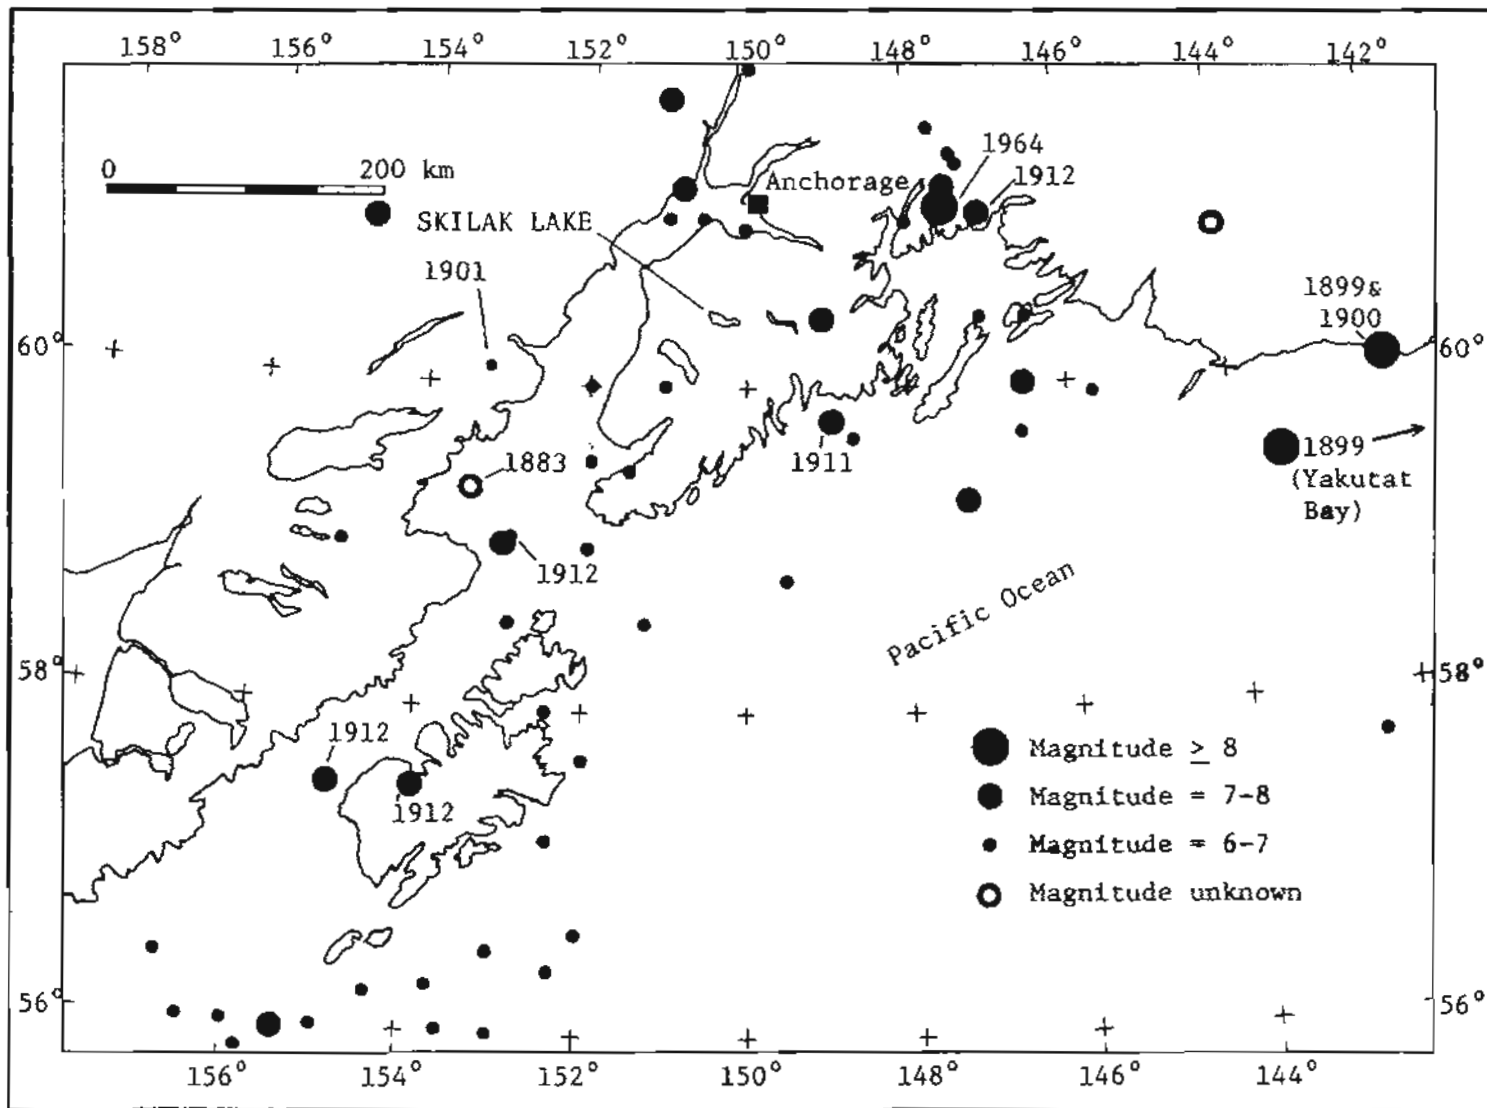 158° 156° 154° 152° 150° 148° 146° 144° 142°
0 200 km
1964
1912
Anchorage
SKILAK LAKE
1901
1899&
1900
60° 60°
1883
1911
1899
(Yakutat
Bay)
1912
Pacific Ocean
58° 58°
1912
1912
Magnitude ≥ 8
Magnitude = 7-8
Magnitude = 6-7
Magnitude unknown
56° 56°
156° 154° 152° 150° 148° 146° 144°